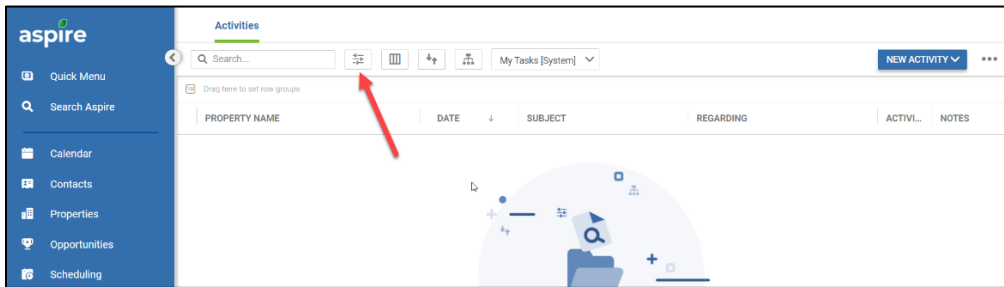 aspire
Activities
Search...
My Tasks [System]
NEW ACTIVITY
Quick Menu
Drag here to set row groups
Search Aspire
PROPERTY NAME
DATE
SUBJECT
REGARDING
ACTIVI...
NOTES
Calendar
Contacts
Properties
Opportunities
Scheduling